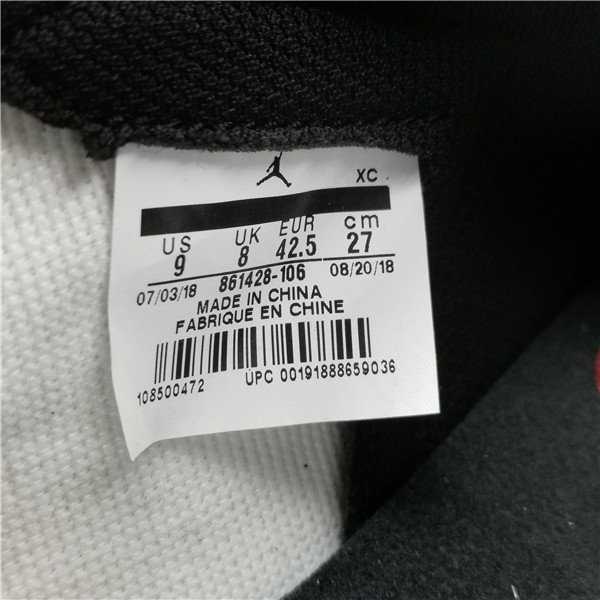 XC
US UK EUR cm
9 8 42.5 27
07/03/18 861428-106 08/20/18
MADE IN CHINA
FABRIQUE EN CHINE
108500472 UPC 00191888659036